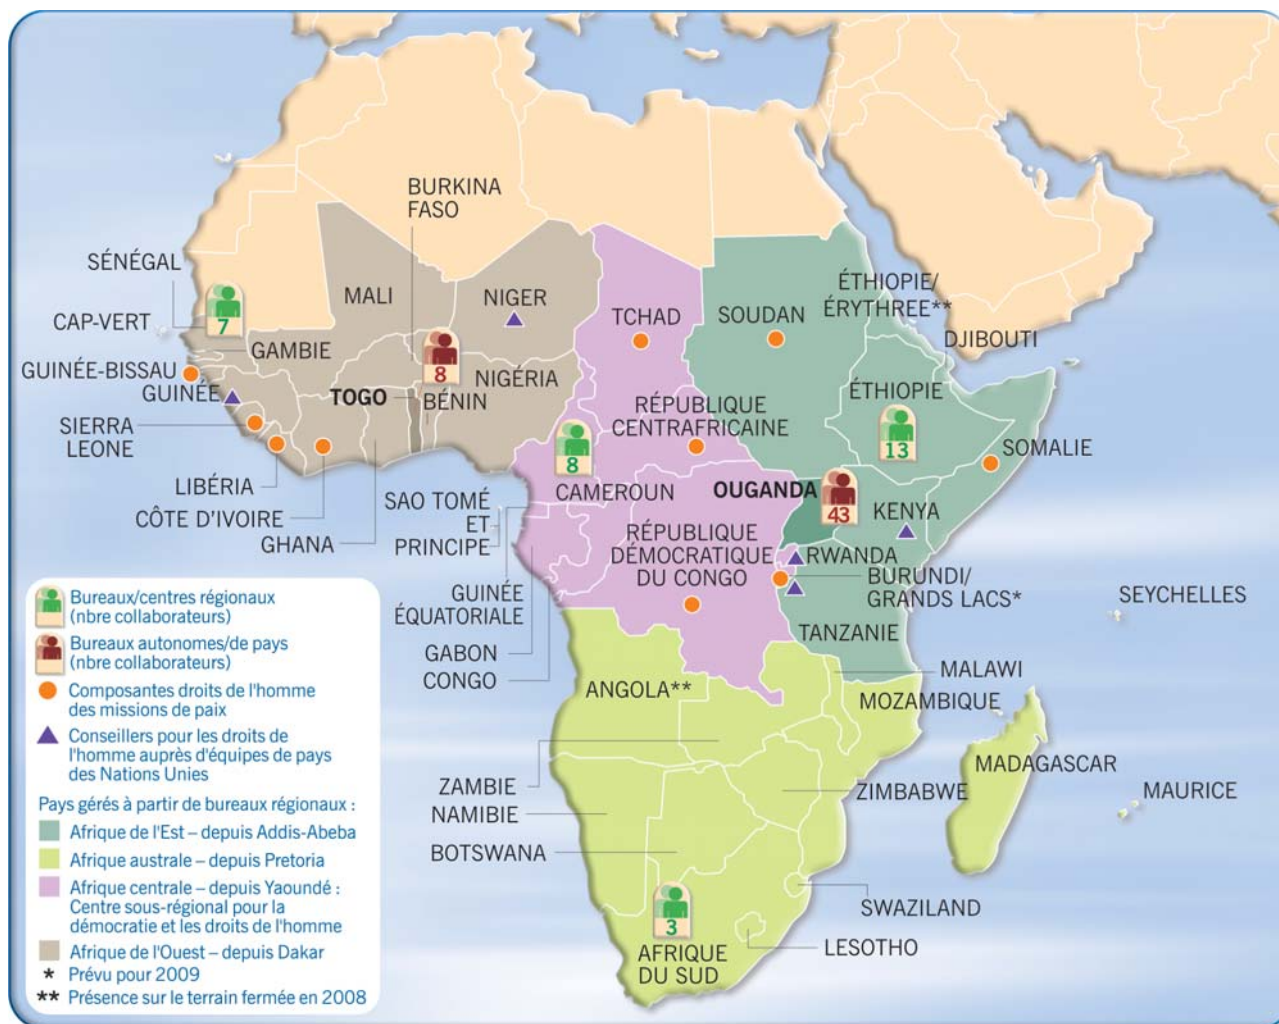 BURKINA
FASO
SÉNÉGAL
7
CAP-VERT
MALI
NIGER
GAMBIE
GUINÉE-BISSAU
GUINÉE
8
NIGÉRIA
TOGO
BÉNIN
SIERRA
LEONE
LIBÉRIA
CÔTE D'IVOIRE
GHANA
TCHAD
SOUDAN
ÉTHIOPIE/
ÉRYTHREE**
DJIBOUTI
ÉTHIOPIE
13
SOMALIE
RÉPUBLIQUE
CENTRAFRICAINE
8
CAMEROUN
OUGANDA
43
KENYA
SAO TOMÉ
ET
PRINCIPE
RÉPUBLIQUE
DÉMOCRATIQUE
DU CONGO
RWANDA
BURUNDI/
GRANDS LACS*
SEYCHELLES
GUINÉE
ÉQUATORIALE
TANZANIE
GABON
CONGO
MALAWI
ANGOLA**
MOZAMBIQUE
MADAGASCAR
ZAMBIE
ZIMBABWE
MAURICE
NAMIBIE
BOTSWANA
3
SWAZILAND
AFRIQUE
DU SUD
LESOTHO
Bureaux/centres régionaux
(nbre collaborateurs)
Bureaux autonomes/de pays
(nbre collaborateurs)
Composantes droits de l'homme
des missions de paix
Conseillers pour les droits de
l'homme auprès d'équipes de pays
des Nations Unies
Pays gérés à partir de bureaux régionaux :
Afrique de l'Est – depuis Addis-Abeba
Afrique australe – depuis Pretoria
Afrique centrale – depuis Yaoundé :
Centre sous-régional pour la
démocratie et les droits de l'homme
Afrique de l'Ouest – depuis Dakar
* Prévu pour 2009
** Présence sur le terrain fermée en 2008